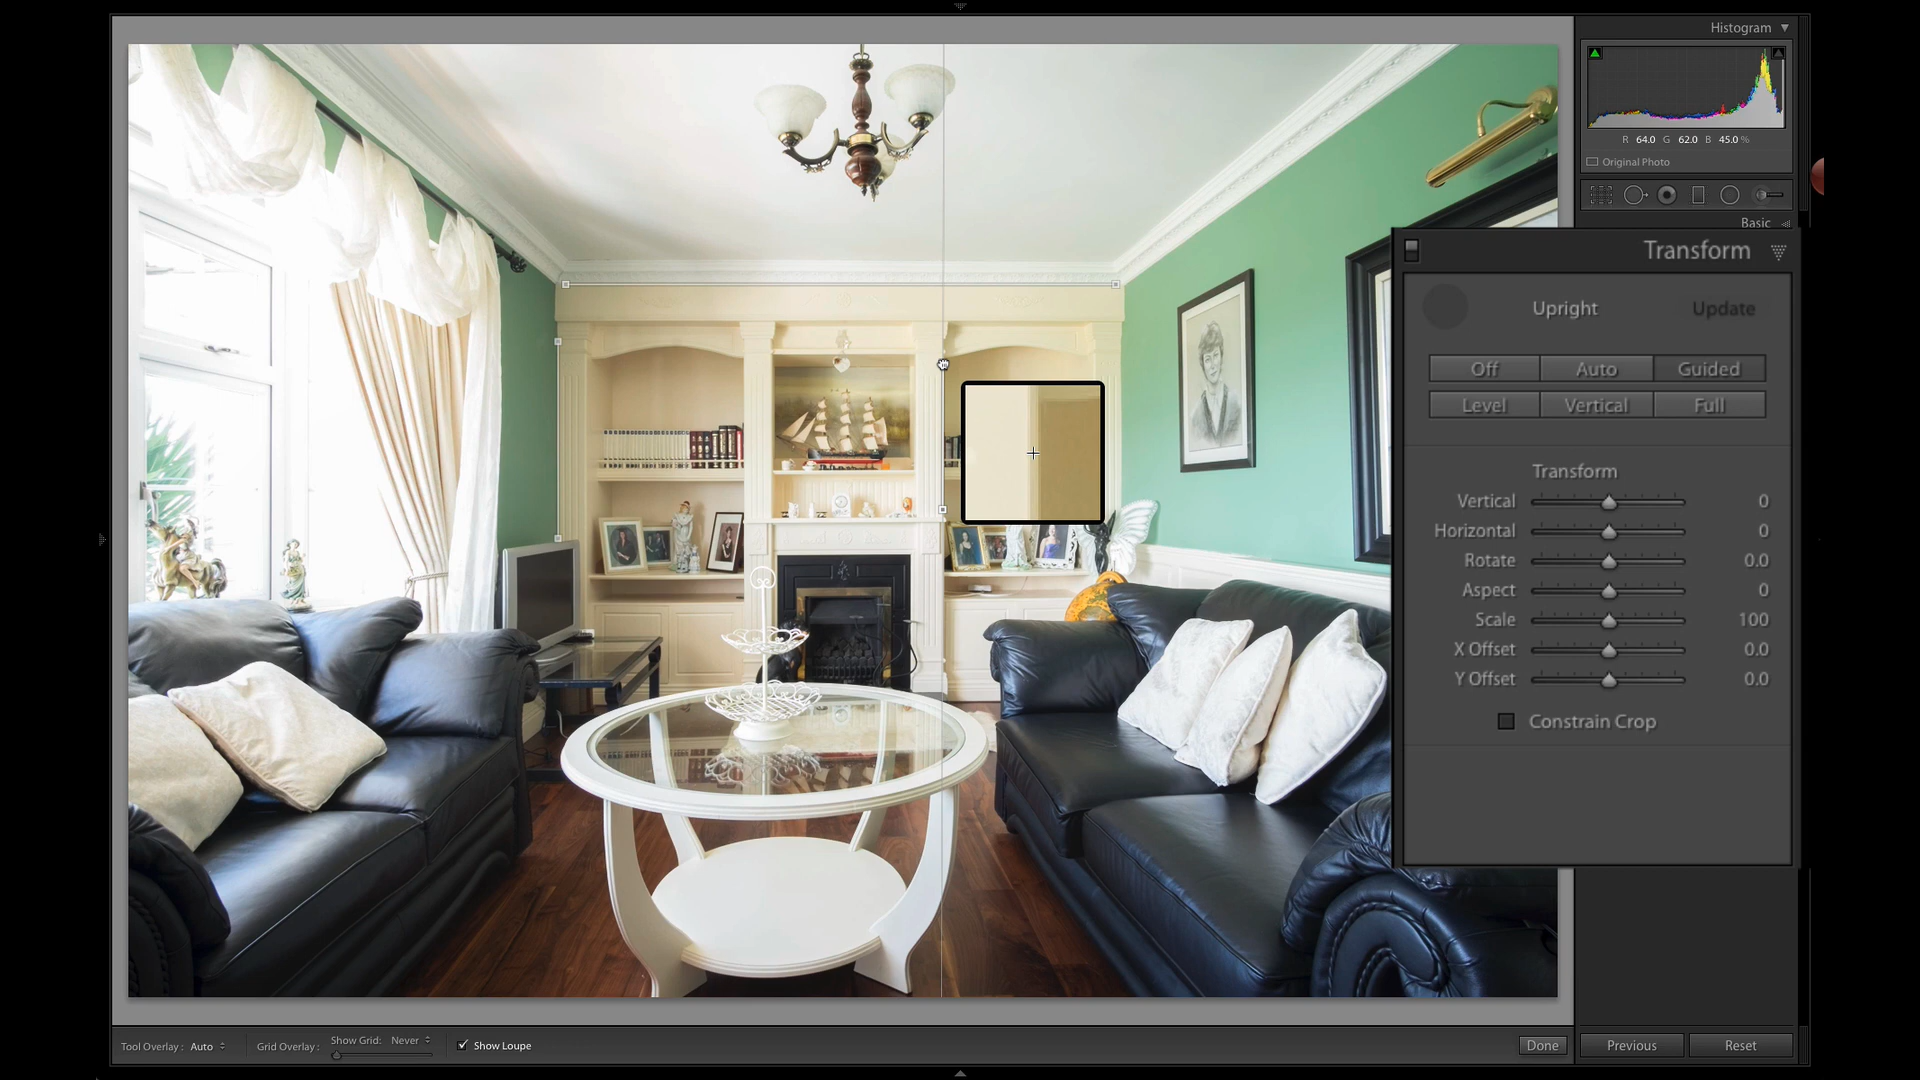 Histogram
R 64.0 G 62.0 B 45.0 %
Original Photo
Basic
Transform
Upright Update
Off Auto Guided
Level Vertical Full
Transform
Vertical 0
Horizontal 0
Rotate 0.0
Aspect 0
Scale 100
X Offset 0.0
Y Offset 0.0
Constrain Crop
Tool Overlay : Auto Grid Overlay : Show Grid: Never Show Loupe Done Previous Reset